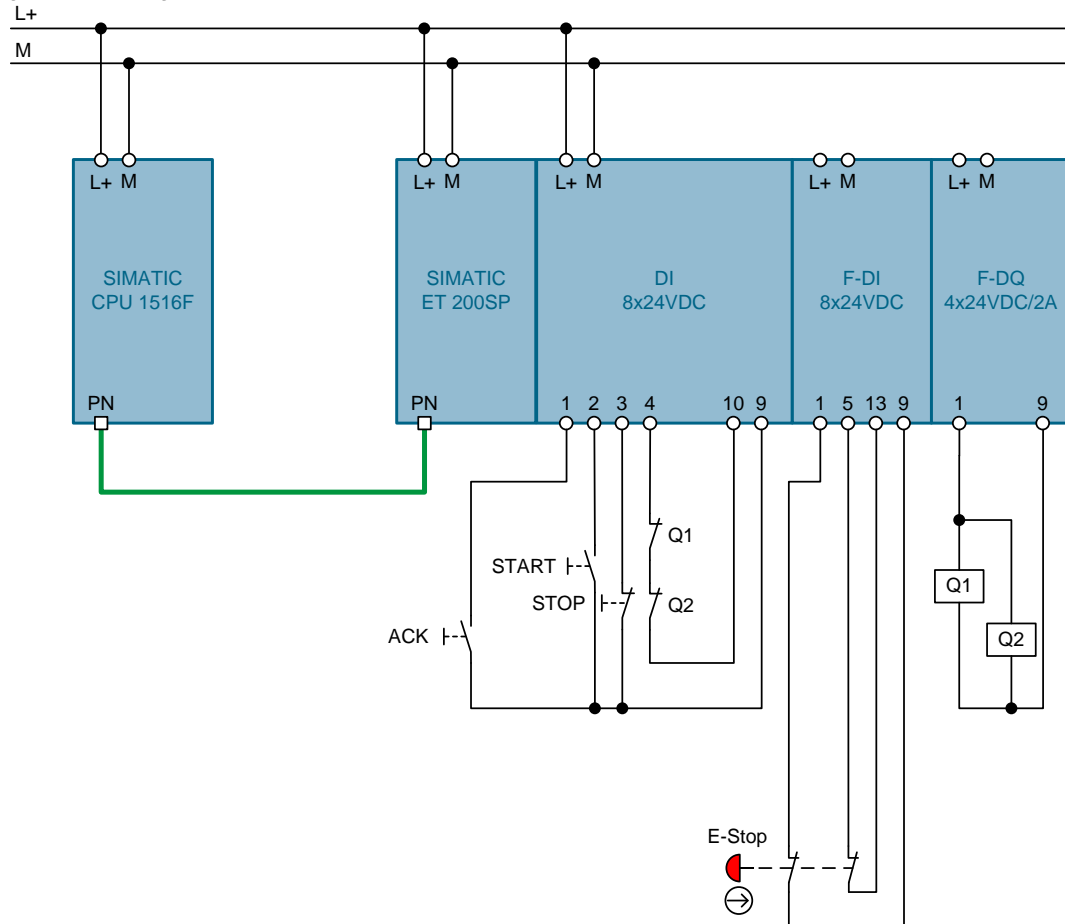 L+
M
L+ M
L+ M
L+ M
L+ M
L+ M
SIMATIC
CPU 1516F
SIMATIC
ET 200SP
DI
8x24VDC
F-DI
8x24VDC
F-DQ
4x24VDC/2A
PN
PN
1 2 3 4 10 9
1 5 13 9
1 9
Q1
START
STOP
Q2
ACK
Q1
Q2
E-Stop